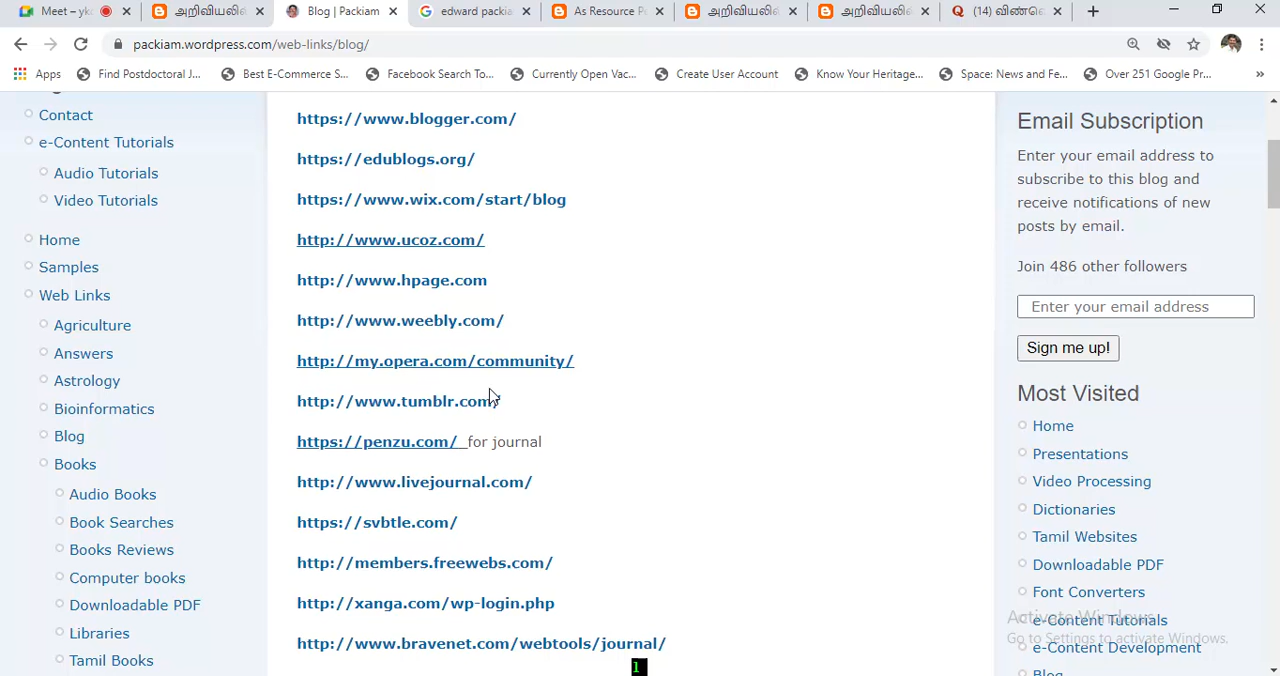 Meet – ykc
அறிவியலில்
Blog | Packiam
edward packia
As Resource P
அறிவியலில்
அறிவியலில்
(14) விண்வெ
packiam.wordpress.com/web-links/blog/
Apps
Find Postdoctoral J...
Best E-Commerce S...
Facebook Search To...
Currently Open Vac...
Create User Account
Know Your Heritage...
Space: News and Fe...
Over 251 Google Pr...
Contact
e-Content Tutorials
Audio Tutorials
Video Tutorials
Home
Samples
Web Links
Agriculture
Answers
Astrology
Bioinformatics
Blog
Books
Audio Books
Book Searches
Books Reviews
Computer books
Downloadable PDF
Libraries
Tamil Books
https://www.blogger.com/
https://edublogs.org/
https://www.wix.com/start/blog
http://www.ucoz.com/
http://www.hpage.com
http://www.weebly.com/
http://my.opera.com/community/
http://www.tumblr.com/
https://penzu.com/ for journal
http://www.livejournal.com/
https://svbtle.com/
http://members.freewebs.com/
http://xanga.com/wp-login.php
http://www.bravenet.com/webtools/journal/
1
Email Subscription
Enter your email address to
subscribe to this blog and
receive notifications of new
posts by email.
Join 486 other followers
Enter your email address
Sign me up!
Most Visited
Home
Presentations
Video Processing
Dictionaries
Tamil Websites
Downloadable PDF
Font Converters
e-Content Tutorials
e-Content Development
Blog
Activate Windows
Go to Settings to activate Windows.